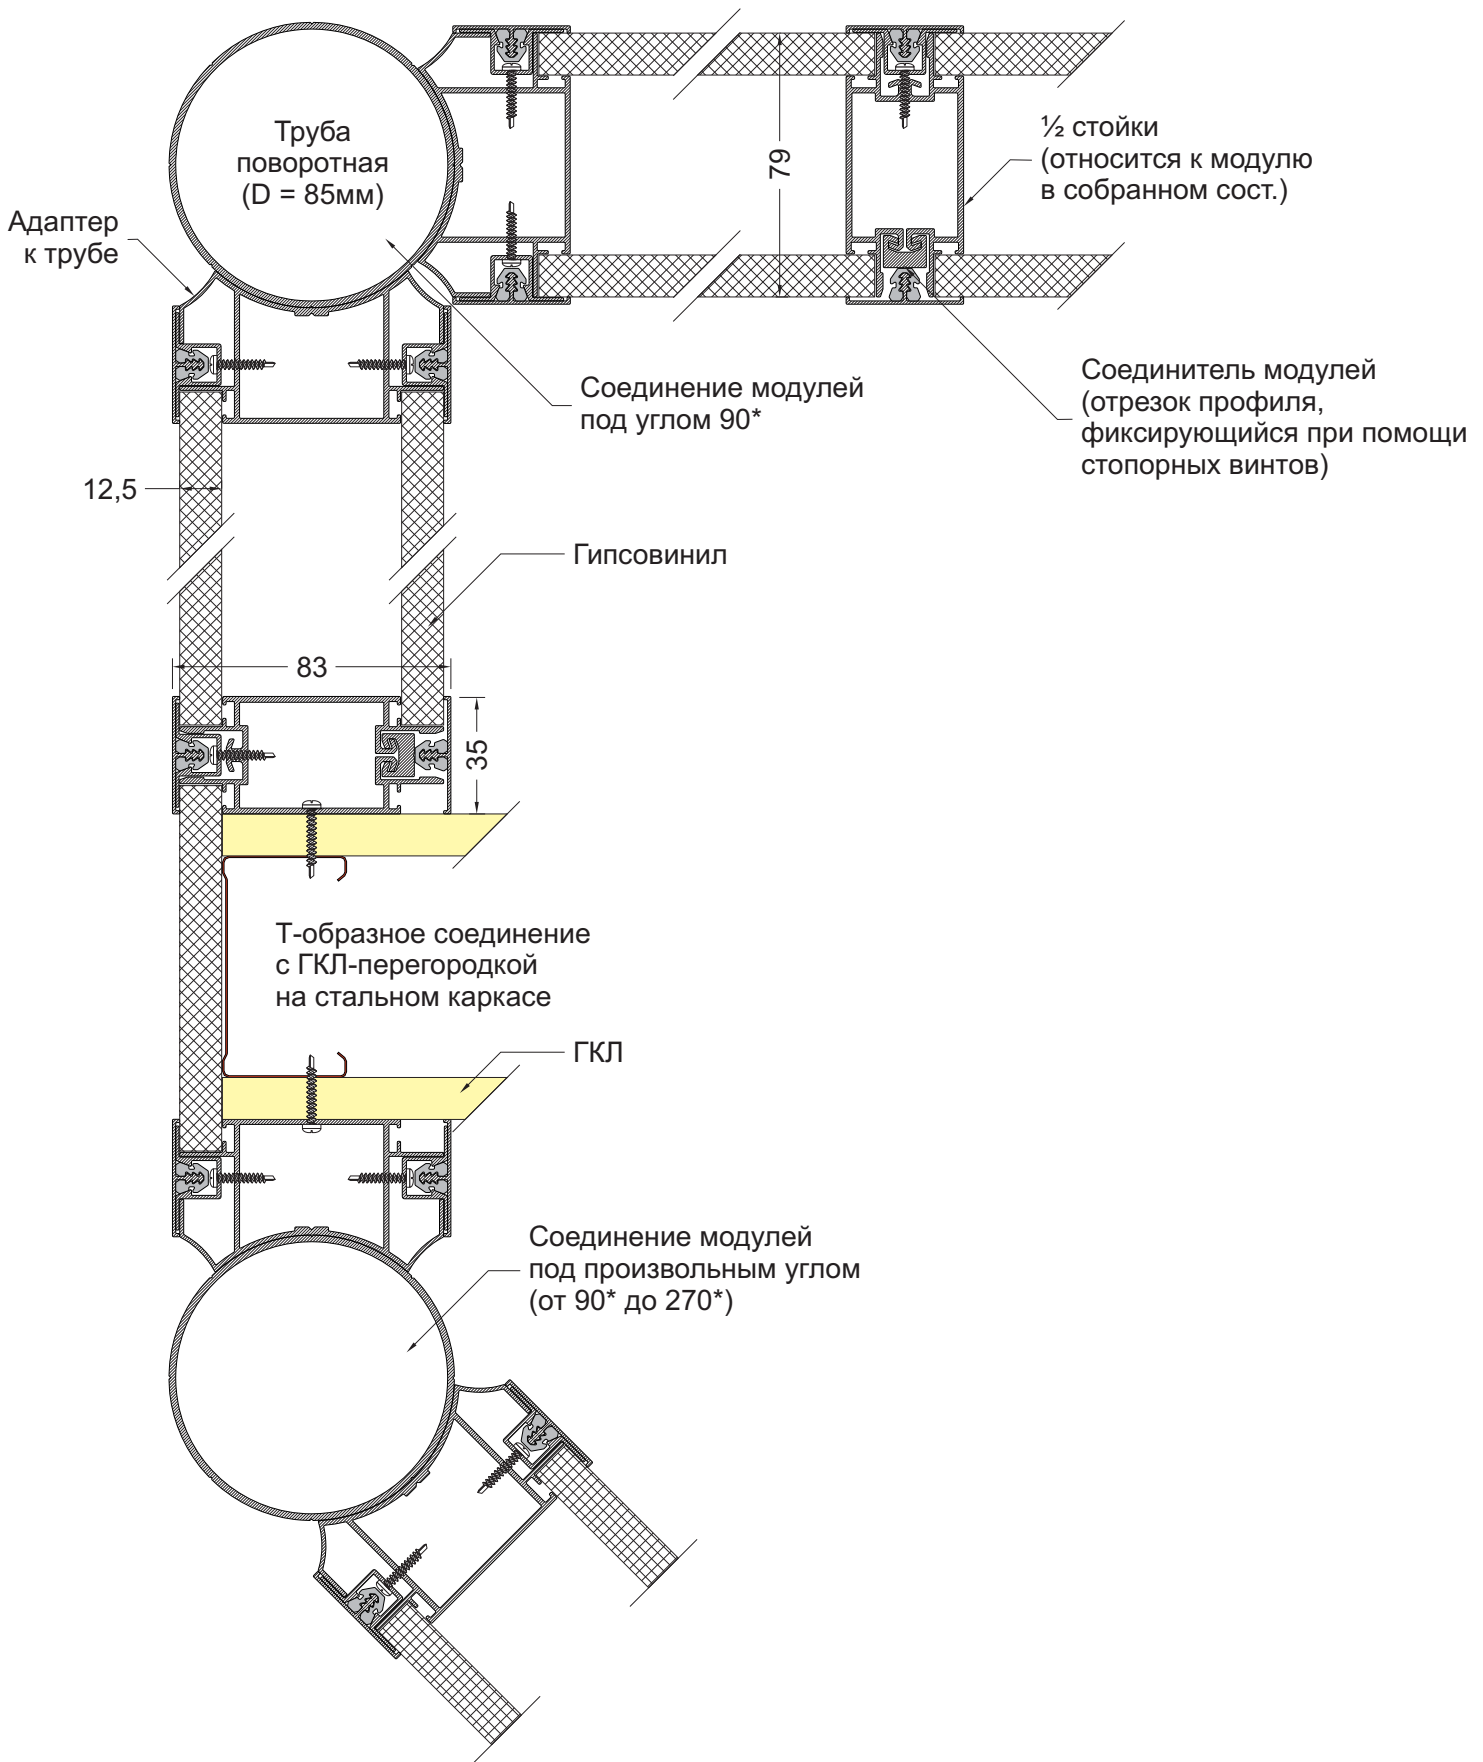 Труба
поворотная
(D = 85мм)
½ стойки
(относится к модулю
в собранном сост.)
79
Адаптер
к трубе
Соединение модулей
под углом 90*
Соединитель модулей
(отрезок профиля,
фиксирующийся при помощи
стопорных винтов)
12,5
Гипсовинил
83
35
Т-образное соединение
с ГКЛ-перегородкой
на стальном каркасе
ГКЛ
Соединение модулей
под произвольным углом
(от 90* до 270*)